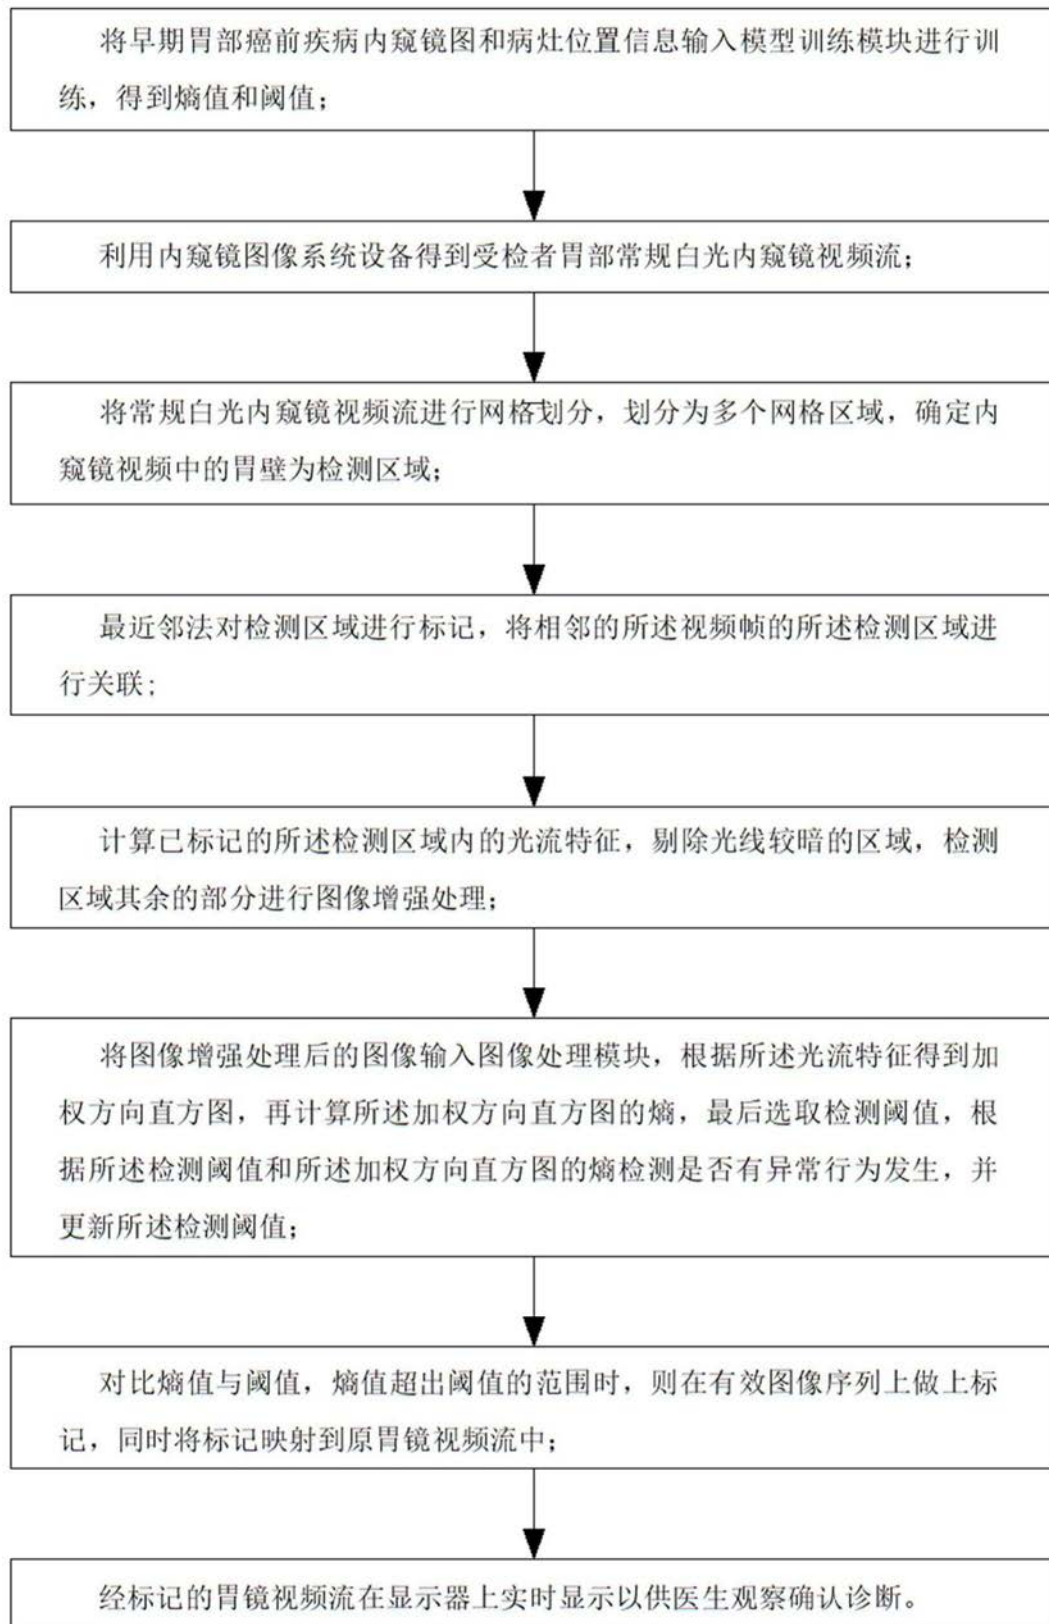 将早期胃部癌前疾病内窥镜图和病灶位置信息输入模型训练模块进行训
练，得到熵值和阈值；
利用内窥镜图像系统设备得到受检者胃部常规白光内窥镜视频流；
将常规白光内窥镜视频流进行网格划分，划分为多个网格区域，确定内
窥镜视频中的胃壁为检测区域；
最近邻法对检测区域进行标记，将相邻的所述视频帧的所述检测区域进
行关联；
计算已标记的所述检测区域内的光流特征，剔除光线较暗的区域，检测
区域其余的部分进行图像增强处理；
将图像增强处理后的图像输入图像处理模块，根据所述光流特征得到加
权方向直方图，再计算所述加权方向直方图的熵，最后选取检测阈值，根
据所述检测阈值和所述加权方向直方图的熵检测是否有异常行为发生，并
更新所述检测阈值；
对比熵值与阈值，熵值超出阈值的范围时，则在有效图像序列上做上标
记，同时将标记映射到原胃镜视频流中；
经标记的胃镜视频流在显示器上实时显示以供医生观察确认诊断。